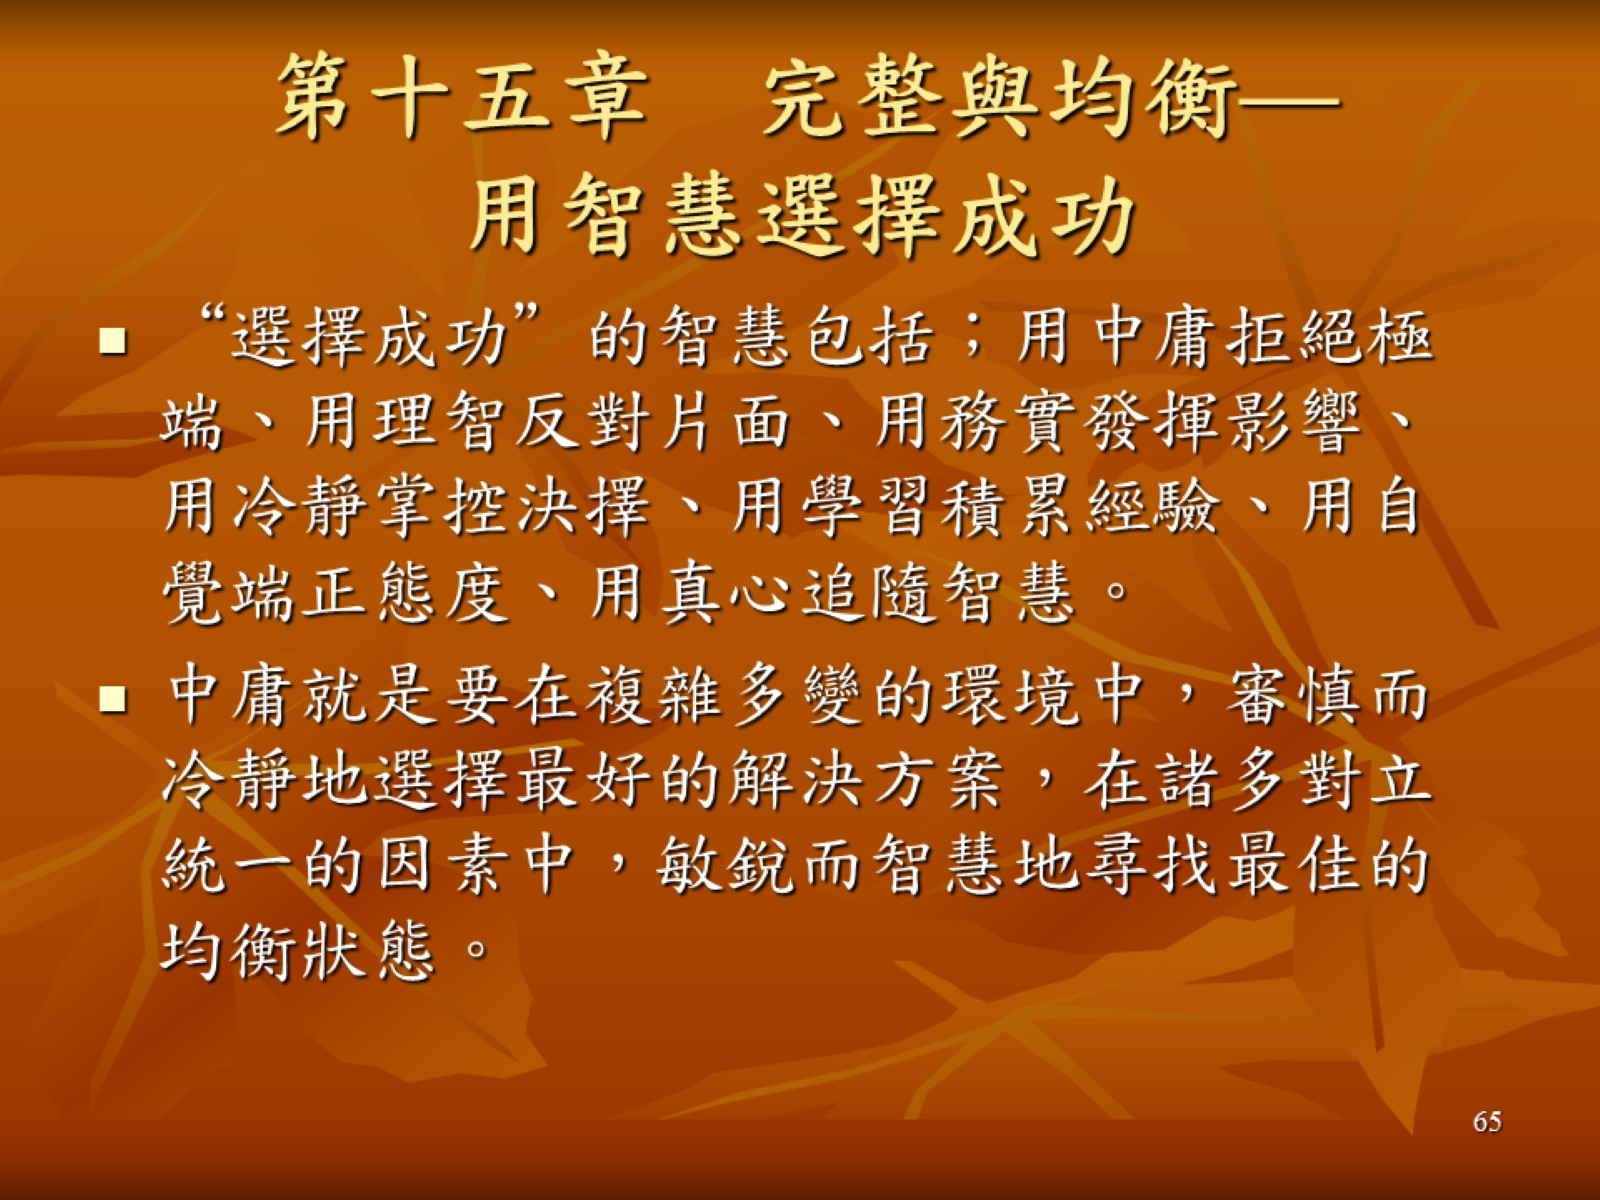 第十五章　完整與均衡—
用智慧選擇成功
“選擇成功”的智慧包括；用中庸拒絕極
端、用理智反對片面、用務實發揮影響、
用冷靜掌控決擇、用學習積累經驗、用自
覺端正態度、用真心追隨智慧。
中庸就是要在複雜多變的環境中，審慎而
冷靜地選擇最好的解決方案，在諸多對立
統一的因素中，敏銳而智慧地尋找最佳的
均衡狀態。
65